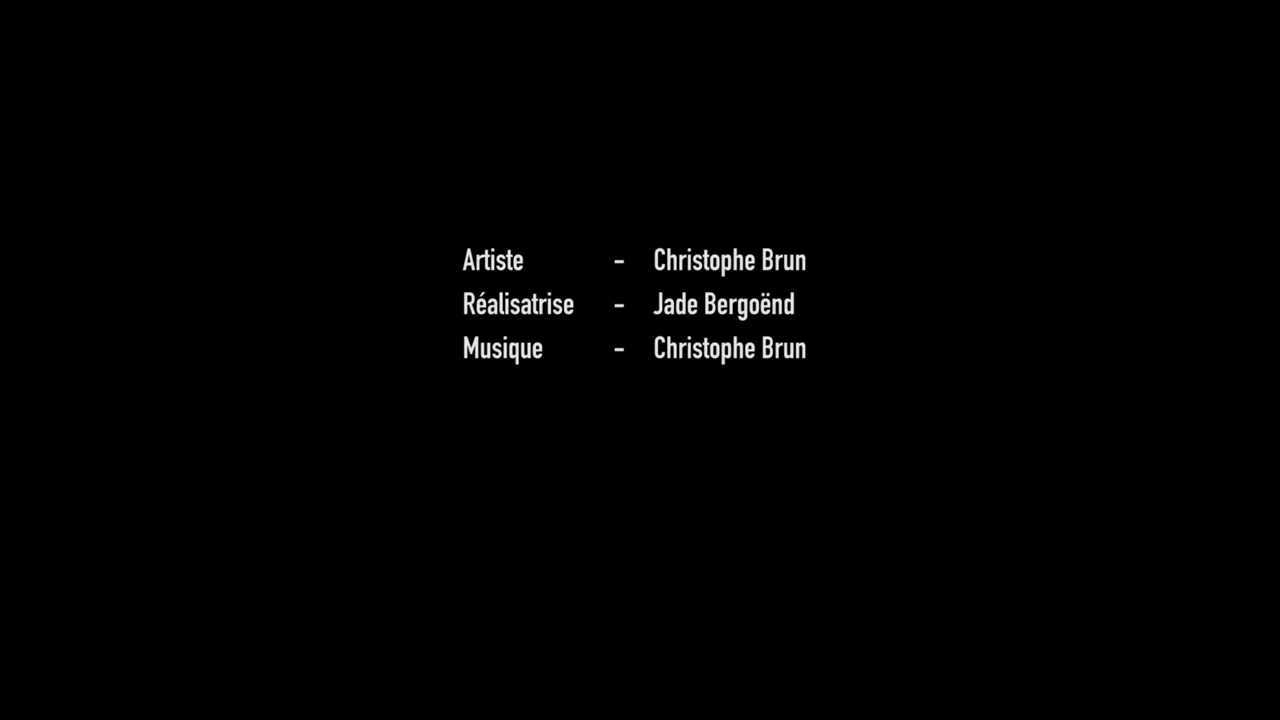 Artiste - Christophe Brun
Réalisatrise - Jade Bergoënd
Musique - Christophe Brun